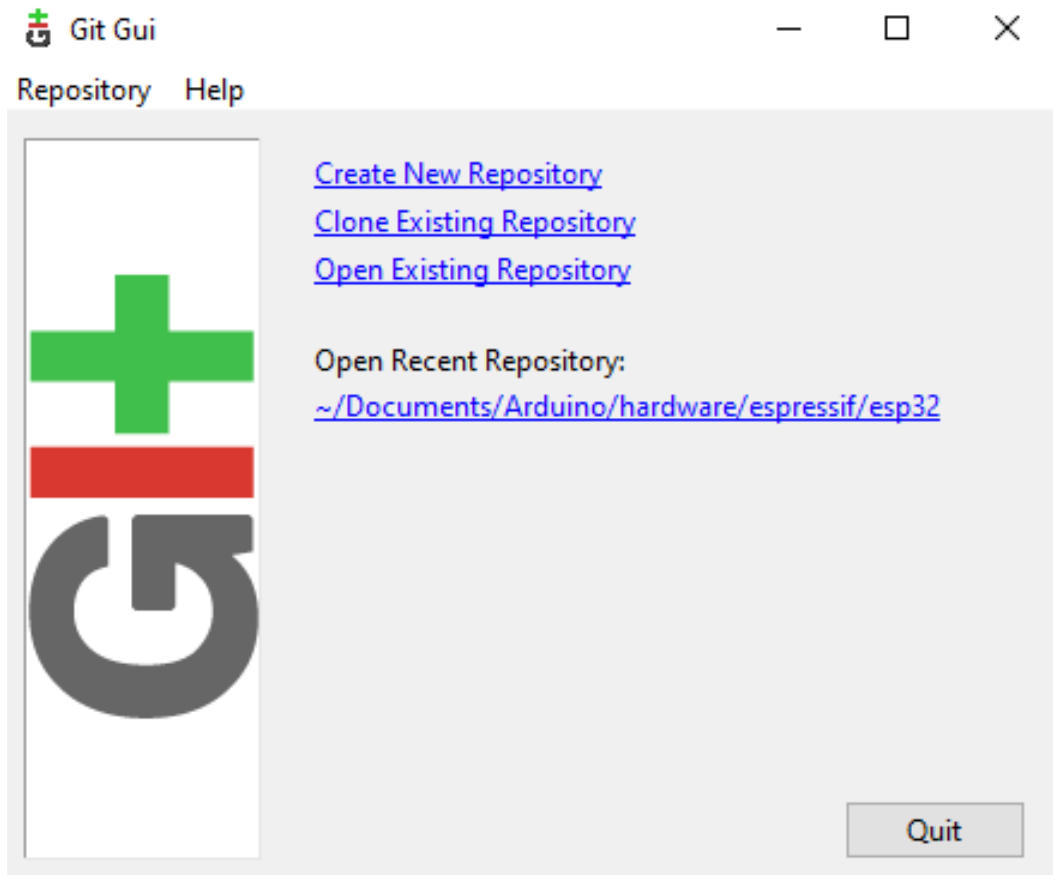 Git Gui
Repository Help
Create New Repository
Clone Existing Repository
Open Existing Repository
Open Recent Repository:
~/Documents/Arduino/hardware/espressif/esp32
Git
Quit